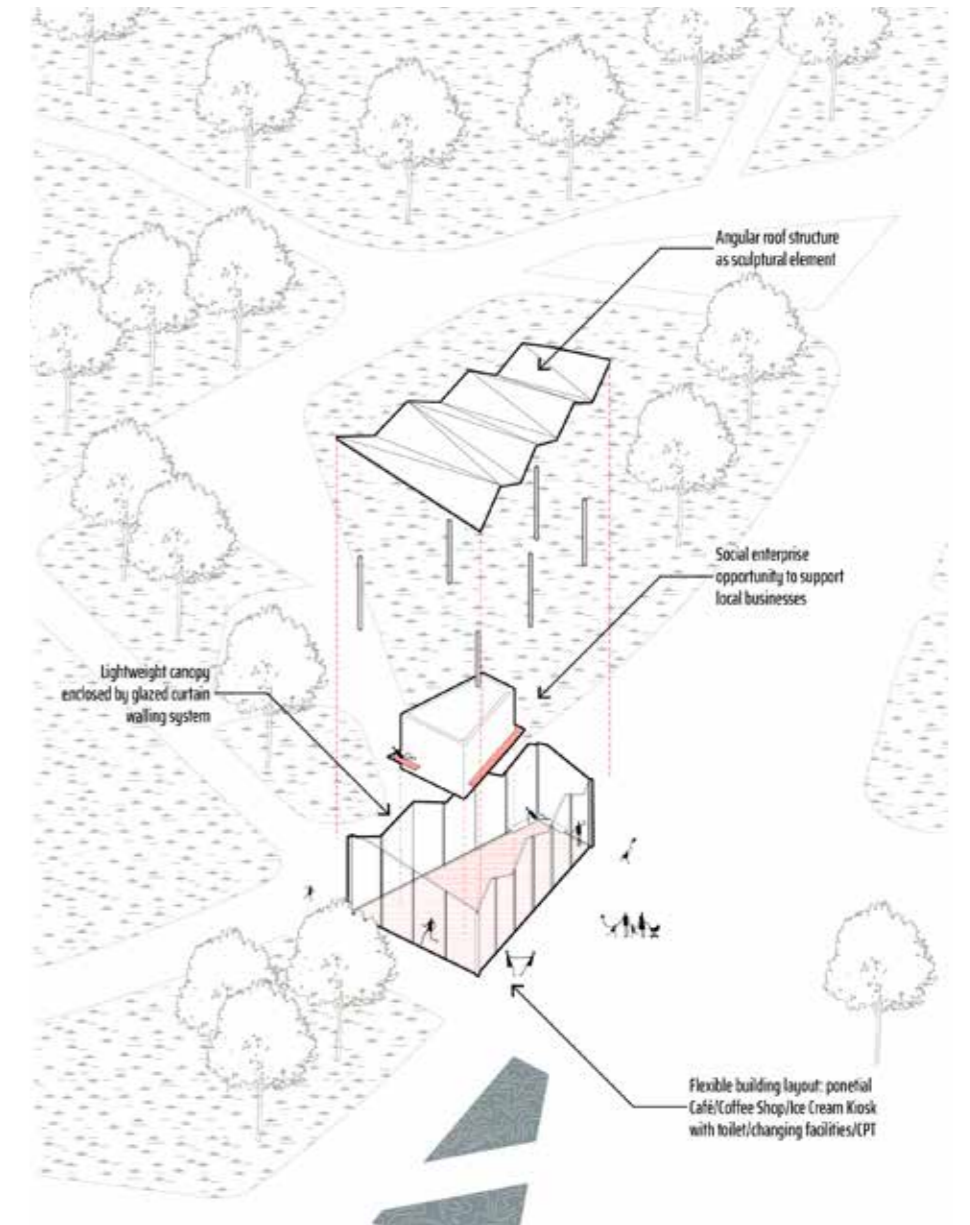 Angular roof structure
as sculptural element
Social enterprise
opportunity to support
local businesses
Lightweight canopy
enclosed by glazed curtain
walling system
Flexible building layout: ponetial
Café/Coffee Shop/Ice Cream Kiosk
with toilet/changing facilities/CPT